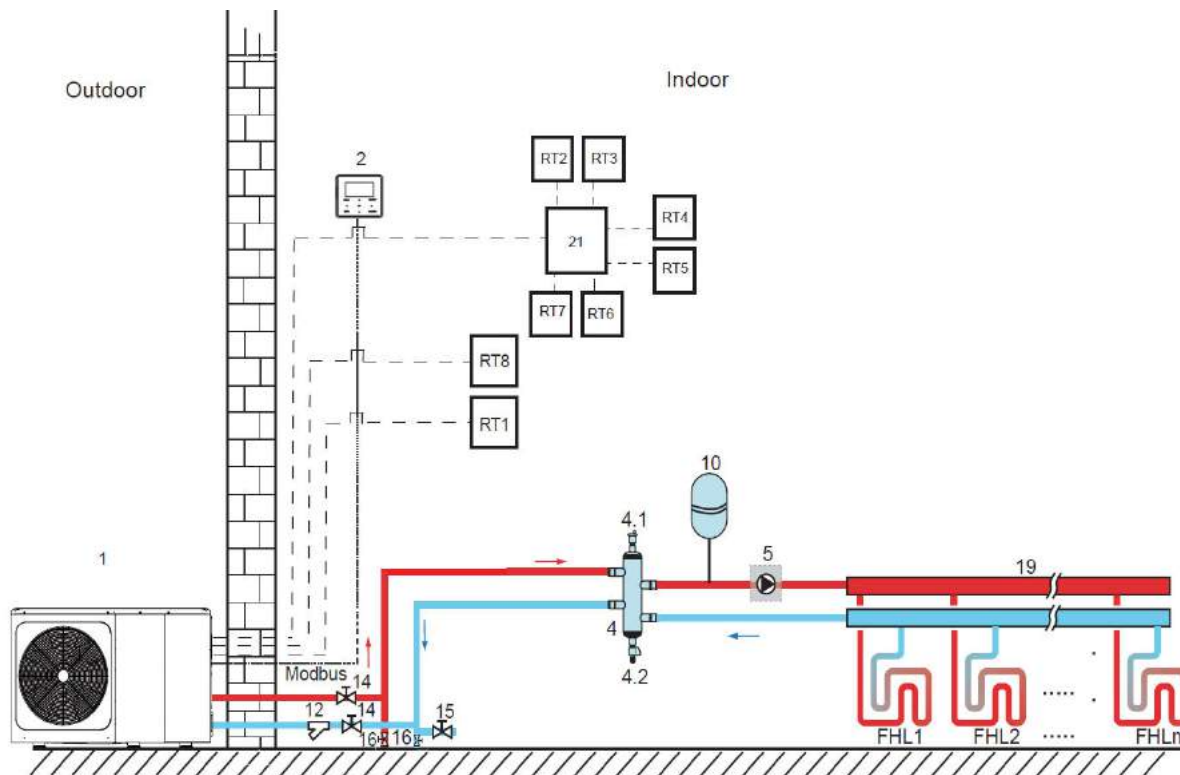 Outdoor
Indoor
2
RT2
RT3
RT4
21
RT5
RT7
RT6
RT8
RT1
10
4.1
5
19
1
4
4.2
Modbus
14
12
14
15
16
16
FHL1
FHL2
.....
FHLn